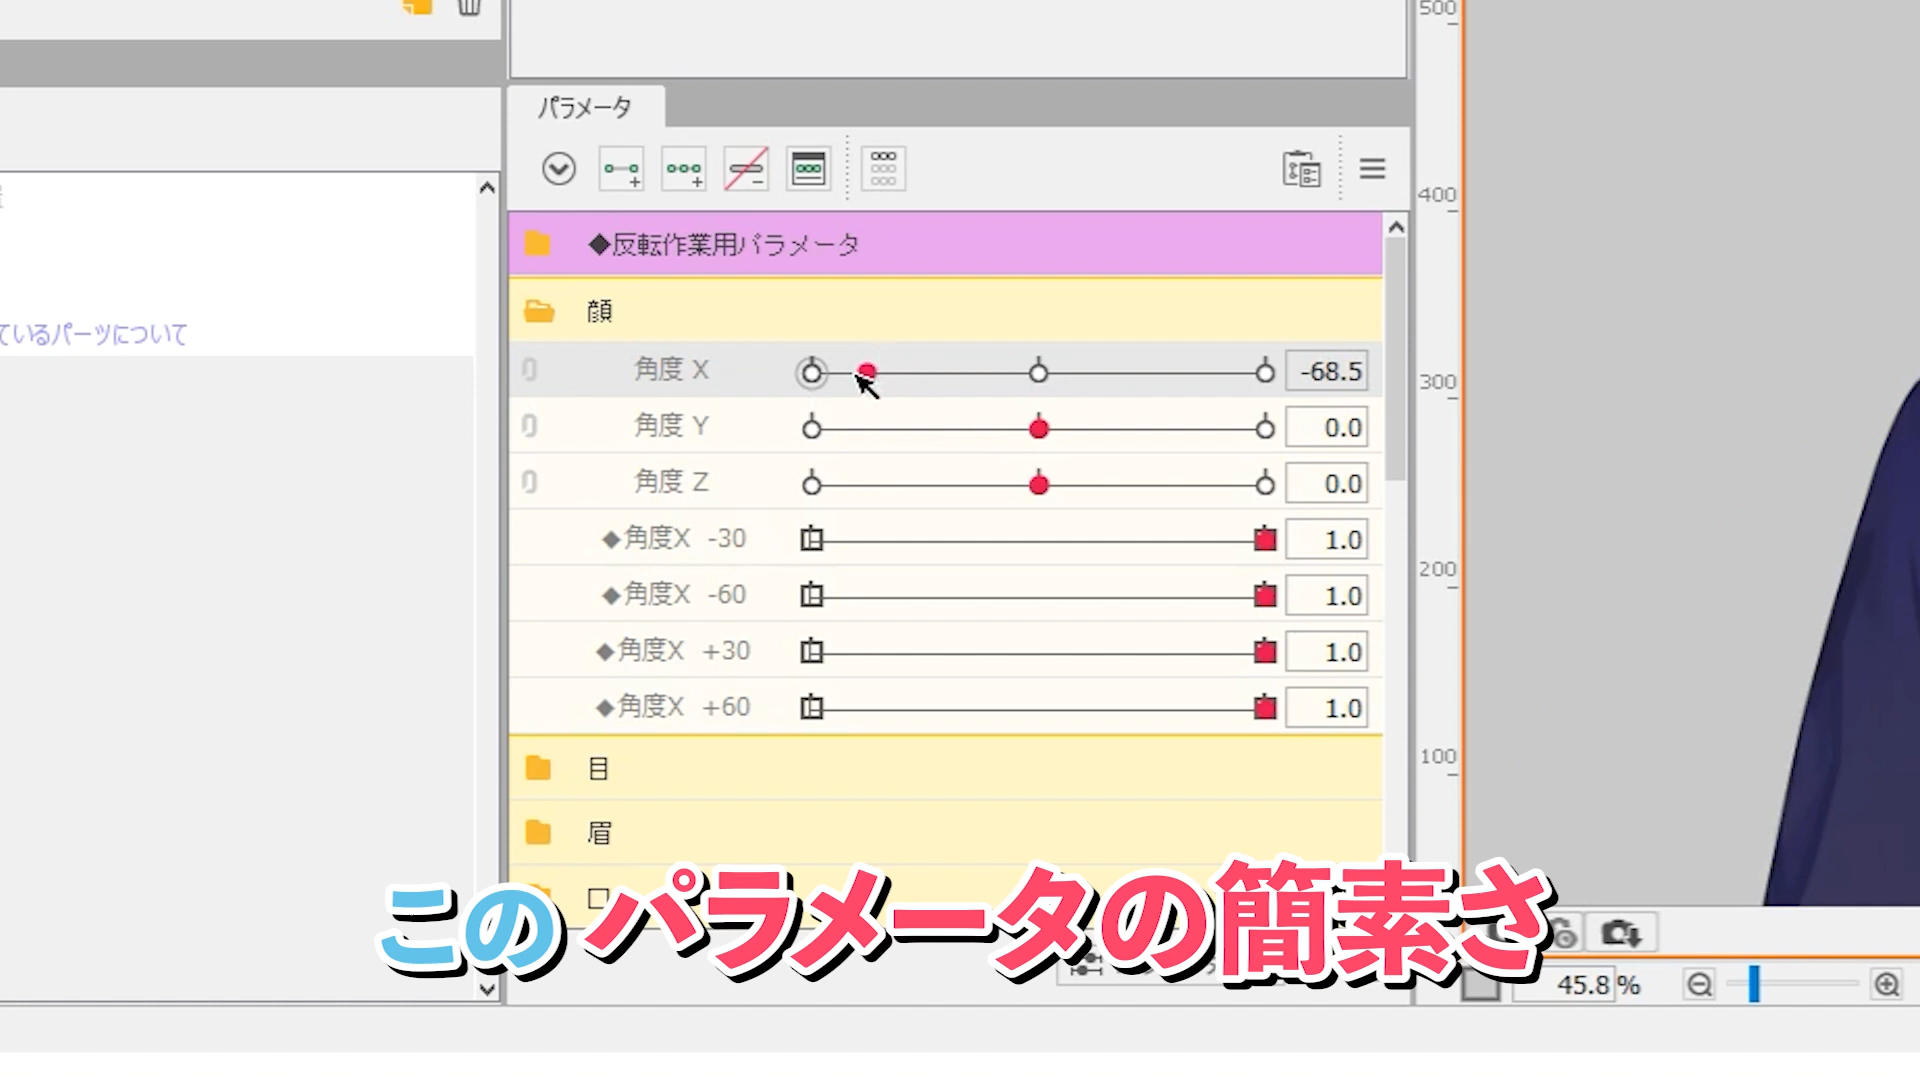 パラメータ
◆反転作業用パラメータ
顔
角度 X -68.5
角度 Y 0.0
角度 Z 0.0
◆角度X -30 1.0
◆角度X -60 1.0
◆角度X +30 1.0
◆角度X +60 1.0
目
眉
口
ているパーツについて
500
400
300
200
100
45.8 %
このパラメータの簡素さ